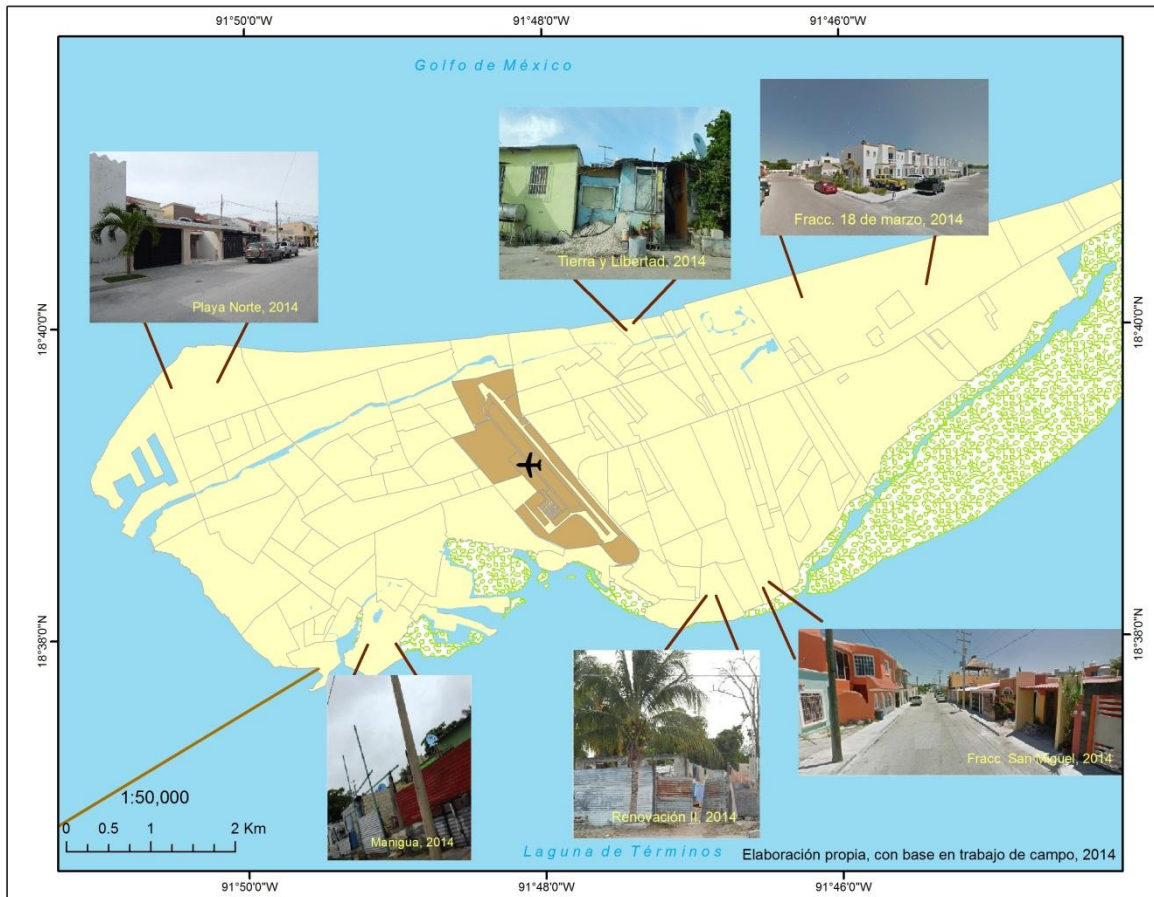 91°50'0"W
91°48'0"W
91°46'0"W
Golfo de México
18°40'0"N
18°40'0"N
Playa Norte, 2014
Tierra y Libertad, 2014
Fracc. 18 de marzo, 2014
18°38'0"N
18°38'0"N
Manigua, 2014
Renovación II, 2014
Fracc. San Miguel, 2014
1:50,000
0 0.5 1 2 Km
Laguna de Términos
Elaboración propia, con base en trabajo de campo, 2014
91°50'0"W
91°48'0"W
91°46'0"W